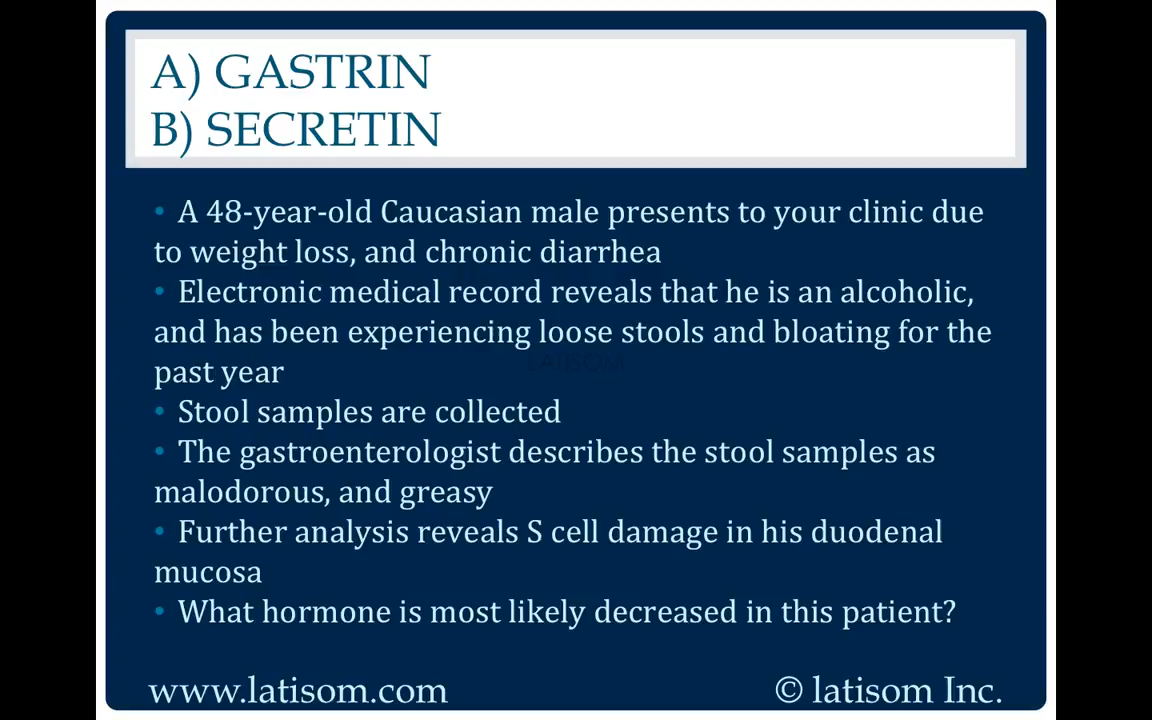 A) GASTRIN
B) SECRETIN
• A 48-year-old Caucasian male presents to your clinic due
to weight loss, and chronic diarrhea
• Electronic medical record reveals that he is an alcoholic,
and has been experiencing loose stools and bloating for the
past year
LATISOM
• Stool samples are collected
• The gastroenterologist describes the stool samples as
malodorous, and greasy
• Further analysis reveals S cell damage in his duodenal
mucosa
• What hormone is most likely decreased in this patient?
www.latisom.com © latisom Inc.